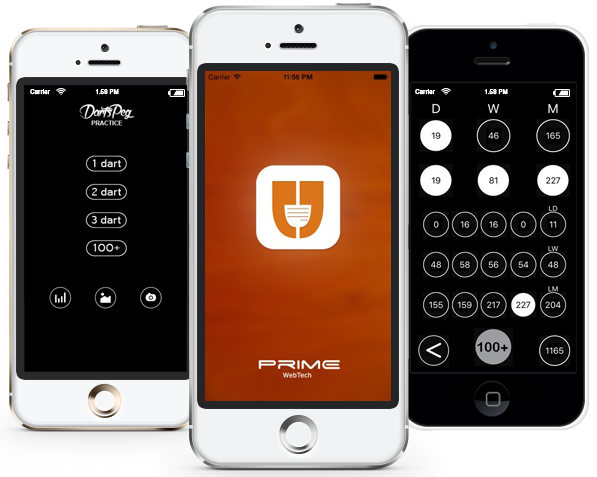 Carrier 1.58 PM
DartsPeg
PRACTICE
1 dart
2 dart
3 dart
100+
Carrier 11:56 PM
PRIME
WebTech
Carrier 1.58 PM
D W M
19 46 165
19 81 227
LD
0 16 16 0 11
LW
48 58 56 54 48
LM
155 159 217 227 204
< 100+ 1165